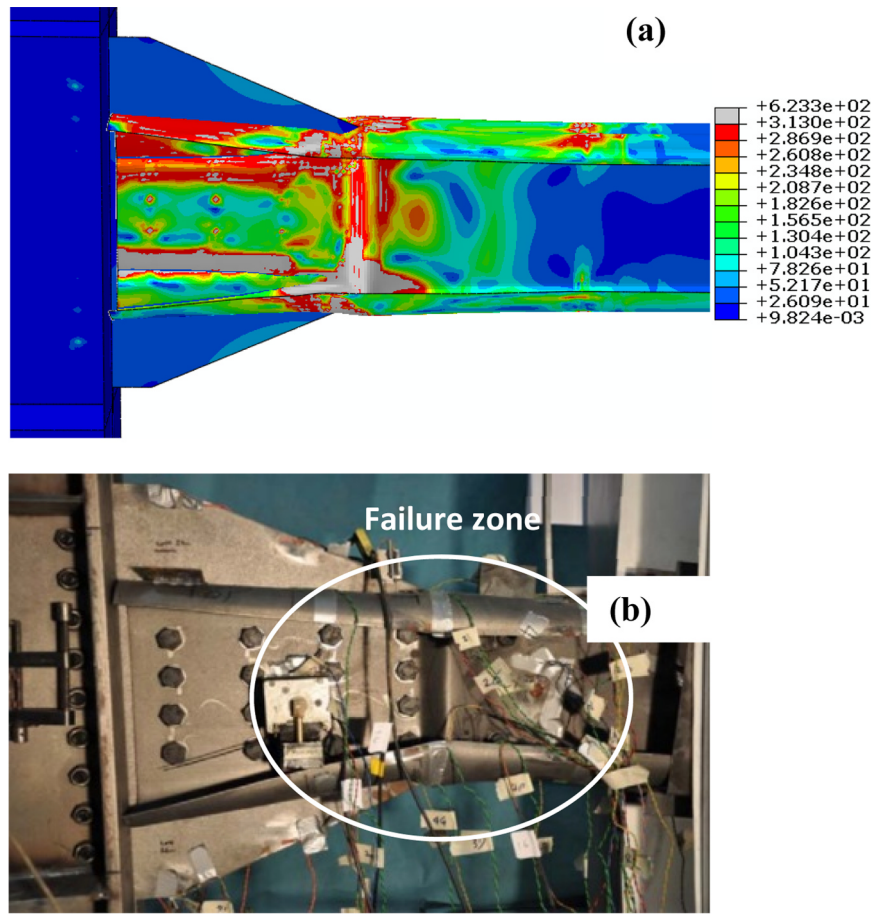 (a)
+6.233e+02
+3.130e+02
+2.869e+02
+2.608e+02
+2.348e+02
+2.087e+02
+1.826e+02
+1.565e+02
+1.304e+02
+1.043e+02
+7.826e+01
+5.217e+01
+2.609e+01
+9.824e-03
Failure zone
(b)